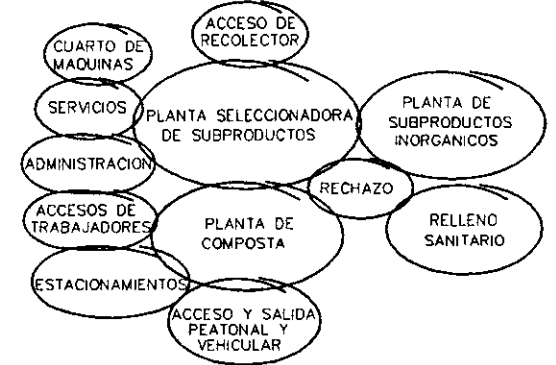 ACCESO DE
RECOLECTOR
CUARTO DE
MAQUINAS
SERVICIOS
PLANTA SELECCIONADORA
DE SUBPRODUCTOS
PLANTA DE
SUBPRODUCTOS
INORGANICOS
ADMINISTRACION
RECHAZO
ACCESOS DE
TRABAJADORES
PLANTA DE
COMPOSTA
RELLENO
SANITARIO
ESTACIONAMIENTOS
ACCESO Y SALIDA
PEATONAL Y
VEHICULAR